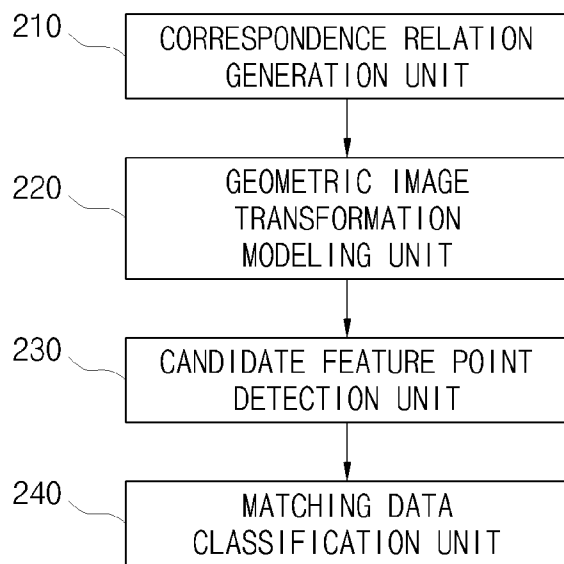 210
CORRESPONDENCE RELATION
GENERATION UNIT
220
GEOMETRIC IMAGE
TRANSFORMATION
MODELING UNIT
230
CANDIDATE FEATURE POINT
DETECTION UNIT
240
MATCHING DATA
CLASSIFICATION UNIT